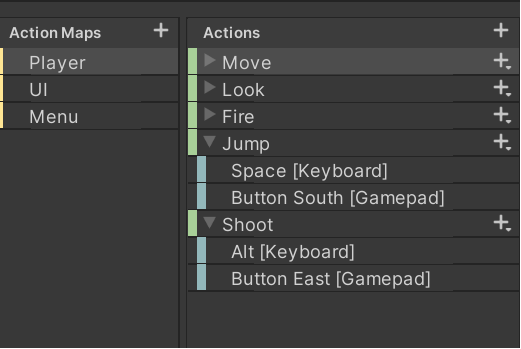 Action Maps
Player
UI
Menu
Actions
Move
Look
Fire
Jump
Space [Keyboard]
Button South [Gamepad]
Shoot
Alt [Keyboard]
Button East [Gamepad]